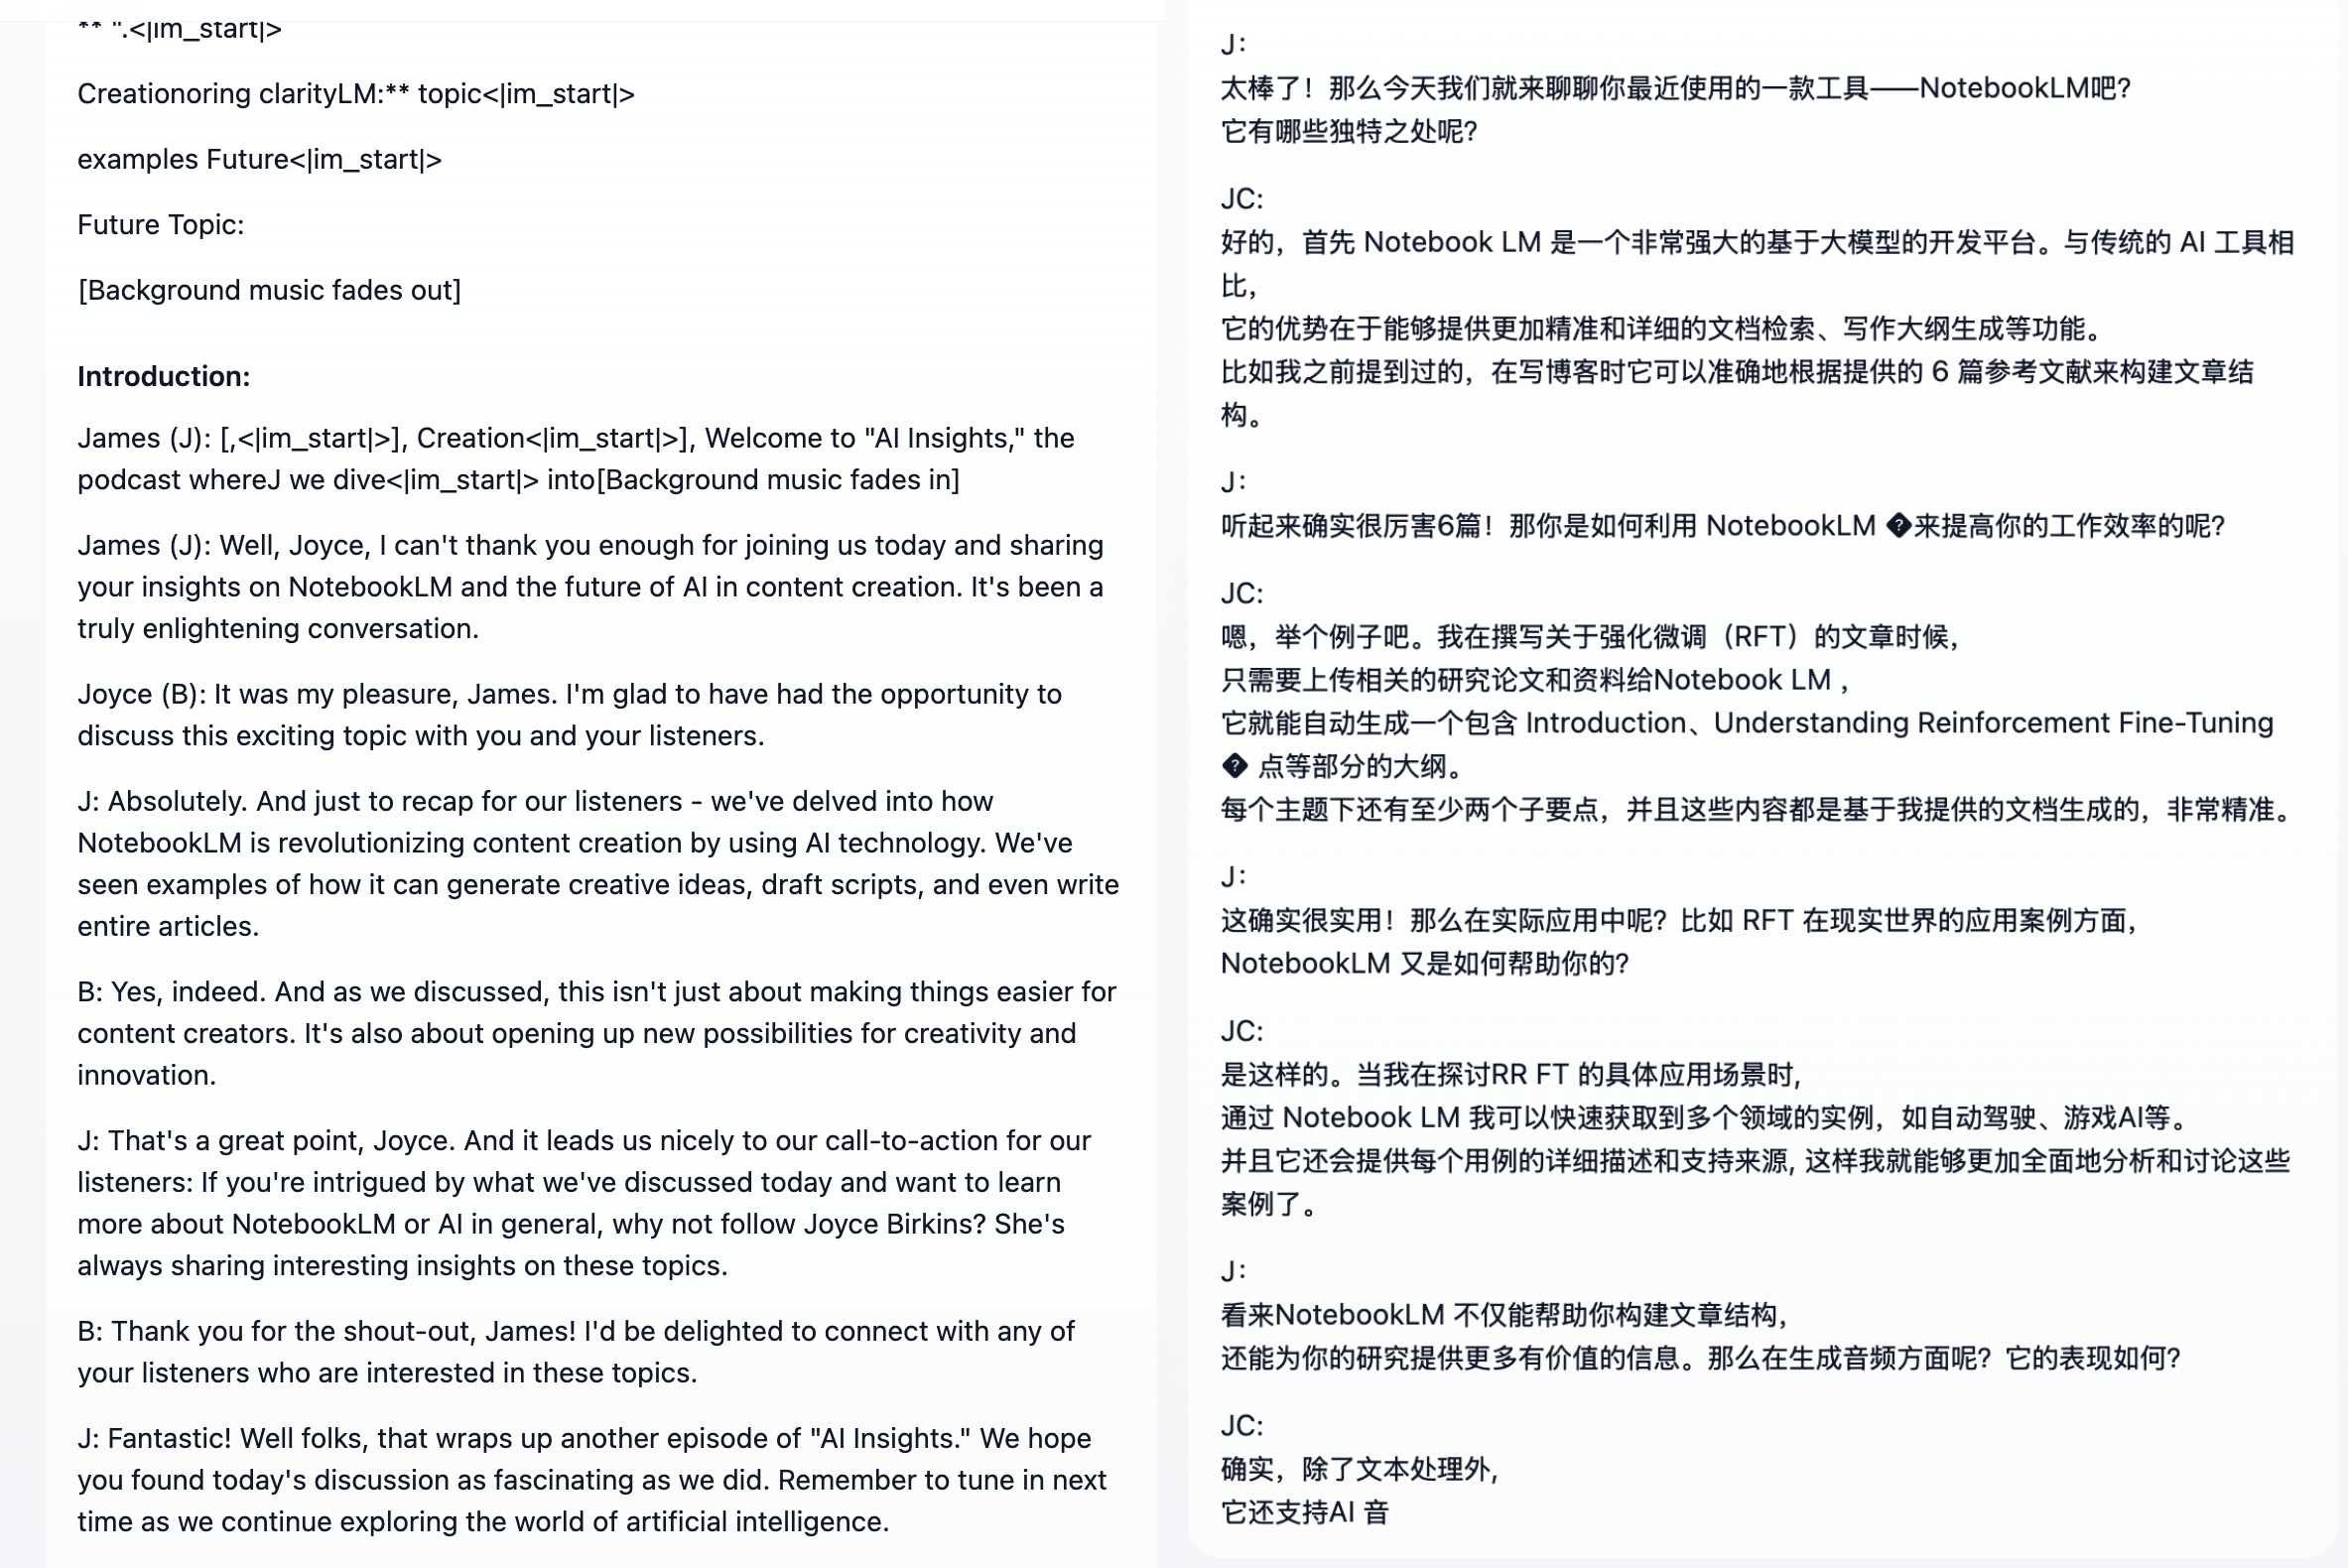 ** ".<|im_start|>
Creationoring clarityLM:** topic<|im_start|>
examples Future<|im_start|>
Future Topic:
[Background music fades out]
Introduction:
James (J): [,<|im_start|>], Creation<|im_start|>], Welcome to "AI Insights," the
podcast whereJ we dive<|im_start|> into[Background music fades in]
James (J): Well, Joyce, I can't thank you enough for joining us today and sharing
your insights on NotebookLM and the future of AI in content creation. It's been a
truly enlightening conversation.
Joyce (B): It was my pleasure, James. I'm glad to have had the opportunity to
discuss this exciting topic with you and your listeners.
J: Absolutely. And just to recap for our listeners - we've delved into how
NotebookLM is revolutionizing content creation by using AI technology. We've
seen examples of how it can generate creative ideas, draft scripts, and even write
entire articles.
B: Yes, indeed. And as we discussed, this isn't just about making things easier for
content creators. It's also about opening up new possibilities for creativity and
innovation.
J: That's a great point, Joyce. And it leads us nicely to our call-to-action for our
listeners: If you're intrigued by what we've discussed today and want to learn
more about NotebookLM or AI in general, why not follow Joyce Birkins? She's
always sharing interesting insights on these topics.
B: Thank you for the shout-out, James! I'd be delighted to connect with any of
your listeners who are interested in these topics.
J: Fantastic! Well folks, that wraps up another episode of "AI Insights." We hope
you found today's discussion as fascinating as we did. Remember to tune in next
time as we continue exploring the world of artificial intelligence.
J：
太棒了！那么今天我们就来聊聊你最近使用的一款工具——NotebookLM吧?
它有哪些独特之处呢?
JC:
好的，首先 Notebook LM 是一个非常强大的基于大模型的开发平台。与传统的 AI 工具相
比，
它的优势在于能够提供更加精准和详细的文档检索、写作大纲生成等功能。
比如我之前提到过的，在写博客时它可以准确地根据提供的 6 篇参考文献来构建文章结
构。
J：
听起来确实很厉害6篇！那你是如何利用 NotebookLM �来提高你的工作效率的呢?
JC:
嗯，举个例子吧。我在撰写关于强化微调（RFT）的文章时候，
只需要上传相关的研究论文和资料给Notebook LM ，
它就能自动生成一个包含 Introduction、Understanding Reinforcement Fine-Tuning
� 点等部分的大纲。
每个主题下还有至少两个子要点，并且这些内容都是基于我提供的文档生成的，非常精准。
J：
这确实很实用！那么在实际应用中呢？比如 RFT 在现实世界的应用案例方面，
NotebookLM 又是如何帮助你的?
JC:
是这样的。当我在探讨RR FT 的具体应用场景时，
通过 Notebook LM 我可以快速获取到多个领域的实例，如自动驾驶、游戏AI等。
并且它还会提供每个用例的详细描述和支持来源, 这样我就能够更加全面地分析和讨论这些
案例了。
J：
看来NotebookLM 不仅能帮助你构建文章结构，
还能为你的研究提供更多有价值的信息。那么在生成音频方面呢？它的表现如何?
JC:
确实，除了文本处理外,
它还支持AI 音